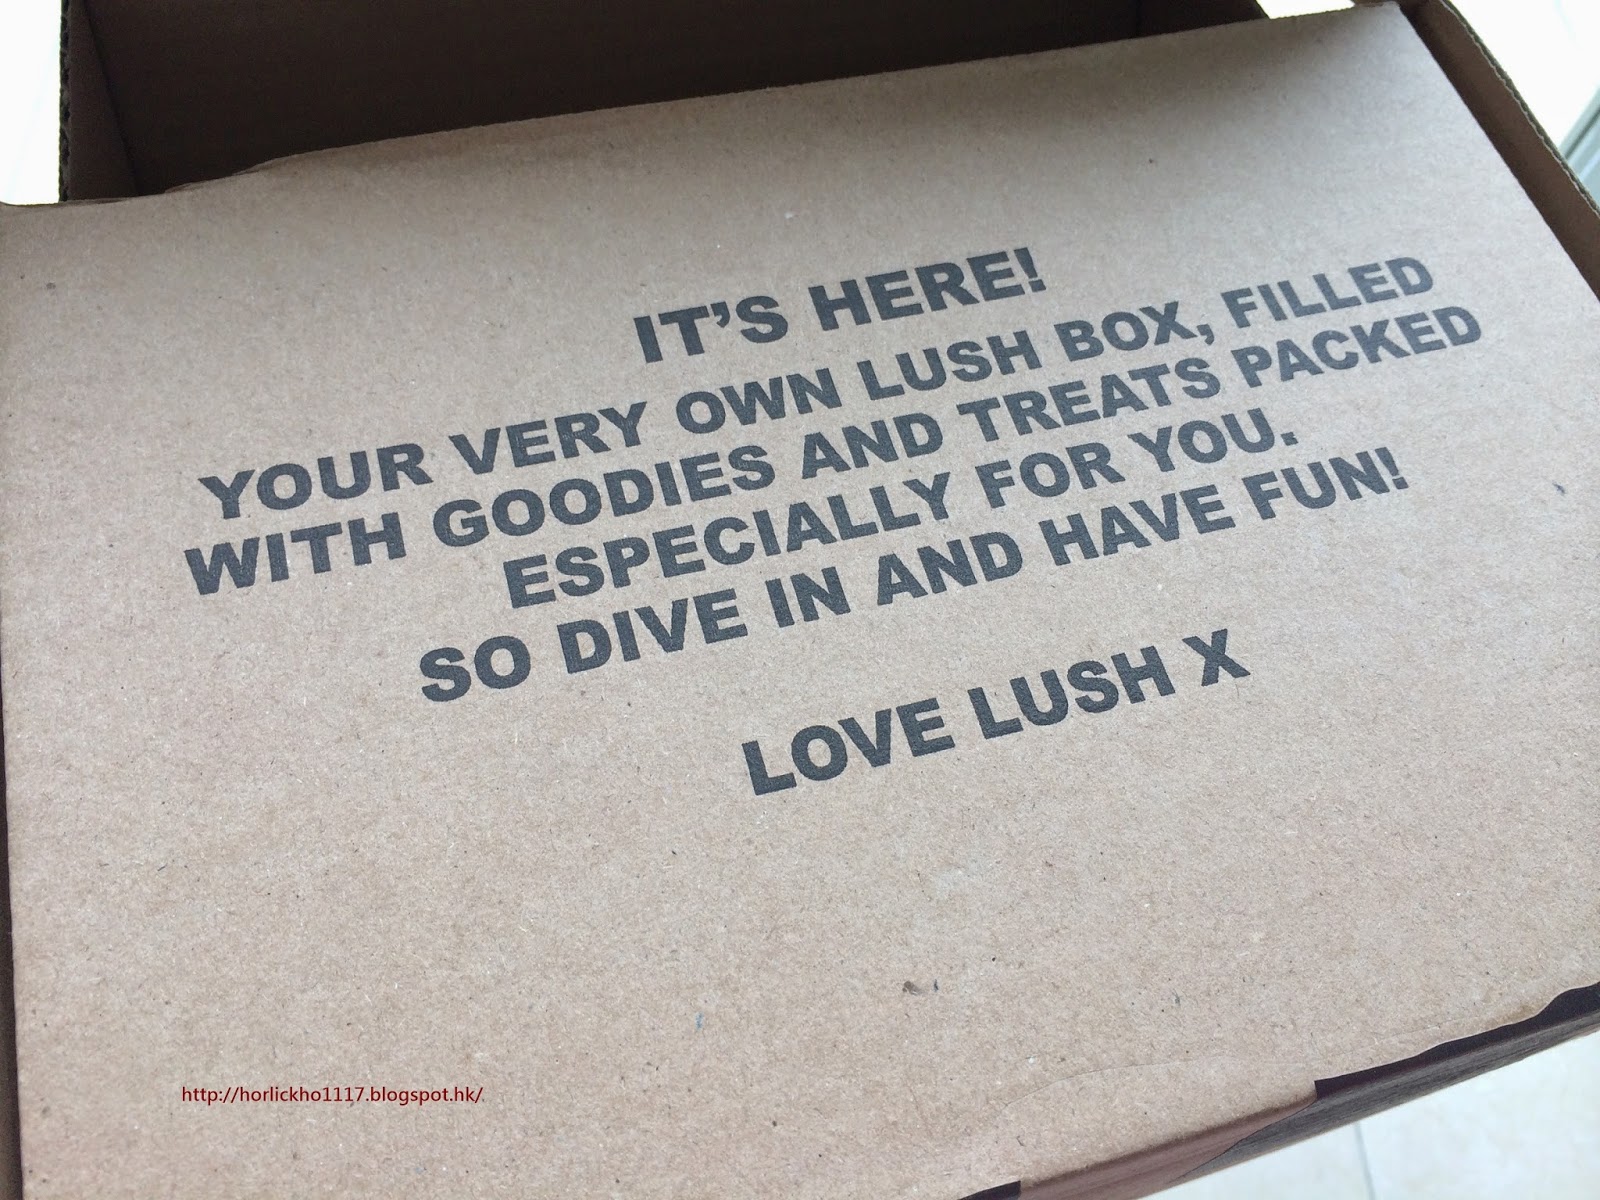 IT'S HERE!
YOUR VERY OWN LUSH BOX, FILLED
WITH GOODIES AND TREATS PACKED
ESPECIALLY FOR YOU.
SO DIVE IN AND HAVE FUN!
LOVE LUSH X
http://horlickho1117.blogspot.hk/